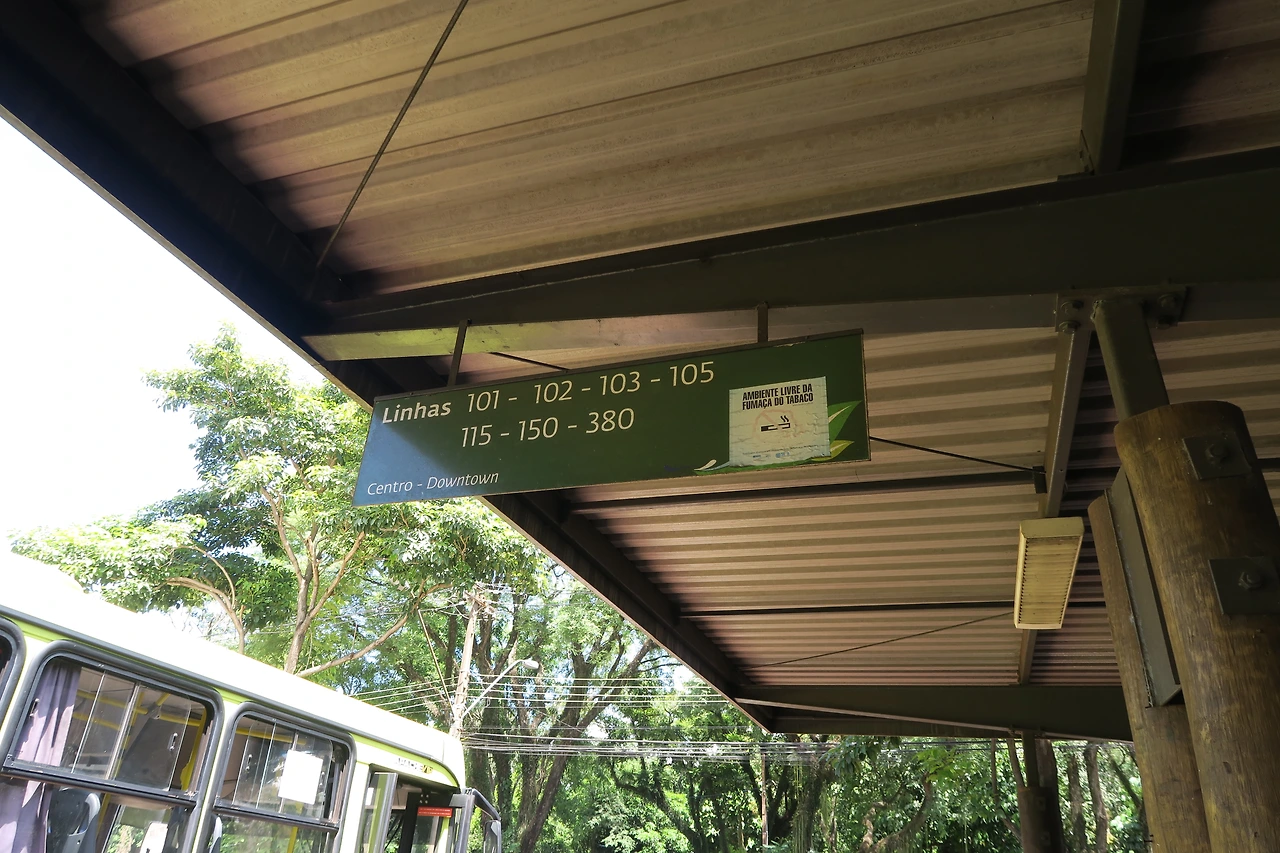 Linhas 101 - 102 - 103 - 105
115 - 150 - 380
AMBIENTE LIVRE DA
FUMAÇA DO TABACO
Centro - Downtown